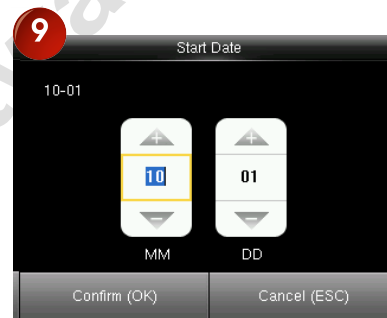 9
Start Date
10-01
+ +
10 01
− −
MM DD
Confirm (OK) Cancel (ESC)